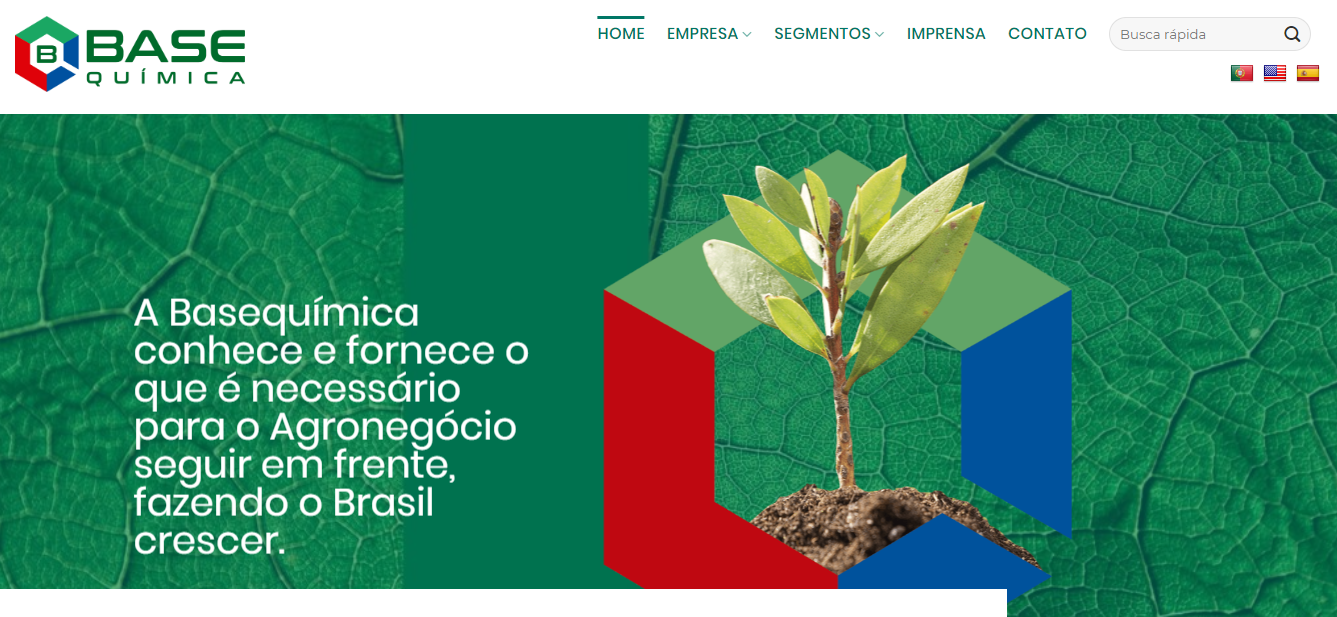 B BASE
QUÍMICA
HOME EMPRESA SEGMENTOS IMPRENSA CONTATO
Busca rápida
A Basequímica
conhece e fornece o
que é necessário
para o Agronegócio
seguir em frente,
fazendo o Brasil
crescer.